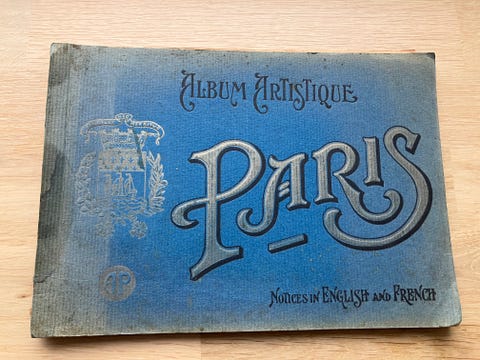 ALBUM ARTISTIQUE
PARIS
NOTICES IN ENGLISH AND FRENCH